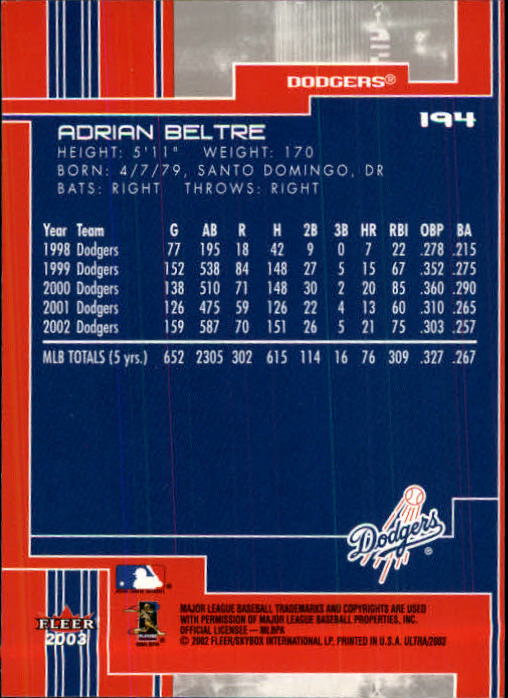 DODGERS®
194
ADRIAN BELTRE
HEIGHT: 5'11" WEIGHT: 170
BORN: 4/7/79, SANTO DOMINGO, DR
BATS: RIGHT THROWS: RIGHT
Year Team G AB R H 2B 3B HR RBI OBP BA
1998 Dodgers 77 195 18 42 9 0 7 22 .278 .215
1999 Dodgers 152 538 84 148 27 5 15 67 .352 .275
2000 Dodgers 138 510 71 148 30 2 20 85 .360 .290
2001 Dodgers 126 475 59 126 22 4 13 60 .310 .265
2002 Dodgers 159 587 70 151 26 5 21 75 .303 .257
MLB TOTALS (5 yrs.) 652 2305 302 615 114 16 76 309 .327 .267
Dodgers®
FLEER
2003
MAJOR LEAGUE BASEBALL TRADEMARKS AND COPYRIGHTS ARE USED
WITH PERMISSION OF MAJOR LEAGUE BASEBALL PROPERTIES, INC.
OFFICIAL LICENSEE — MLBPA
© 2002 FLEER/SKYBOX INTERNATIONAL LP. PRINTED IN U.S.A. ULTRA/2003